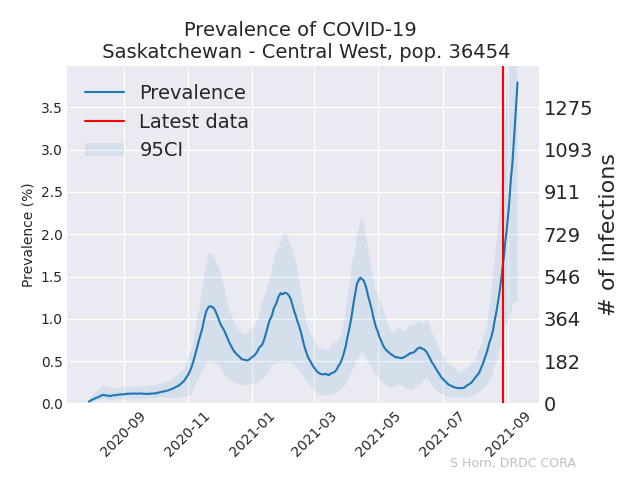 Prevalence of COVID-19
Saskatchewan - Central West, pop. 36454
Prevalence
Latest data
95CI
Prevalence (%)
3.5
3.0
2.5
2.0
1.5
1.0
0.5
0.0
1275
1093
911
729
546
364
182
0
# of infections
2020-09
2020-11
2021-01
2021-03
2021-05
2021-07
2021-09
S Horn, DRDC CORA